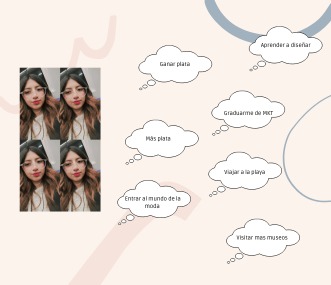 Aprender a diseñar
Ganar plata
Graduarme de MKT
Más plata
Viajar a la playa
Entrar al mundo de la
moda
Visitar mas museos